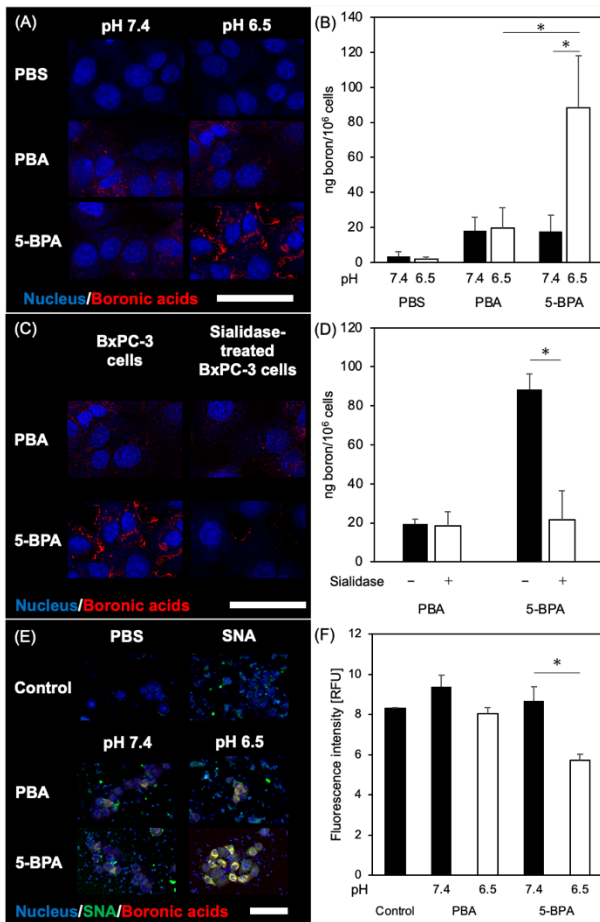 (A)
pH 7.4 pH 6.5
PBS
PBA
5-BPA
Nucleus/Boronic acids
(B)
*
*
ng boron/10⁶ cells
140
120
100
80
60
40
20
0
pH 7.4 6.5 7.4 6.5 7.4 6.5
PBS PBA 5-BPA
(C)
BxPC-3 Sialidase-
cells treated
BxPC-3 cells
PBA
5-BPA
Nucleus/Boronic acids
(D)
*
ng boron/10⁶ cells
120
100
80
60
40
20
0
Sialidase − + − +
PBA 5-BPA
(E)
PBS SNA
Control
pH 7.4 pH 6.5
PBA
5-BPA
Nucleus/SNA/Boronic acids
(F)
*
Fluorescence intensity [RFU]
12
10
8
6
4
2
0
pH 7.4 6.5 7.4 6.5
Control PBA 5-BPA